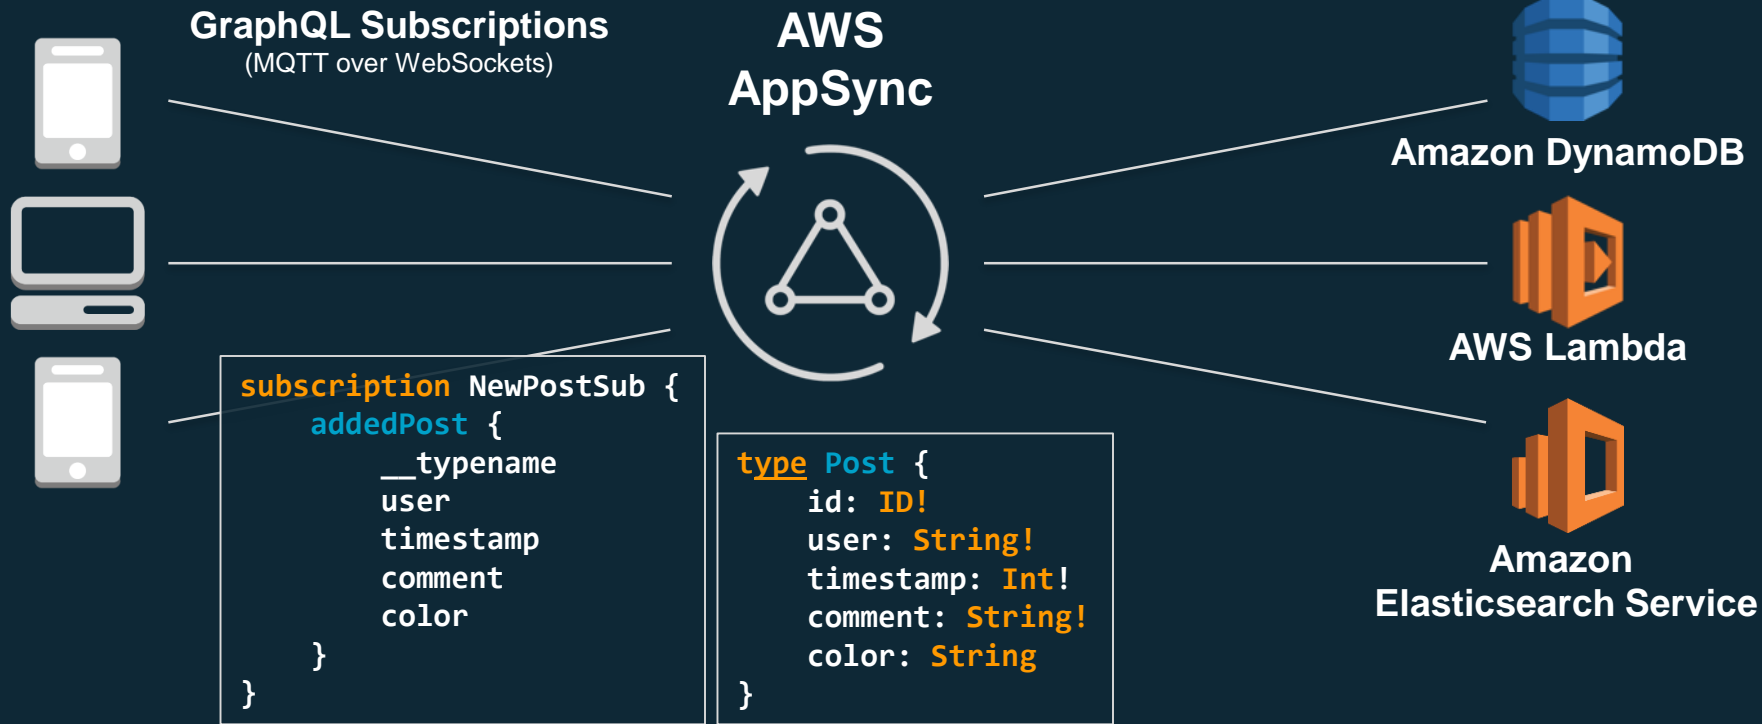 GraphQL Subscriptions
(MQTT over WebSockets)
AWS
AppSync
Amazon DynamoDB
AWS Lambda
Amazon
Elasticsearch Service
subscription NewPostSub {
    addedPost {
        __typename
        user
        timestamp
        comment
        color
    }
}
type Post {
    id: ID!
    user: String!
    timestamp: Int!
    comment: String!
    color: String
}